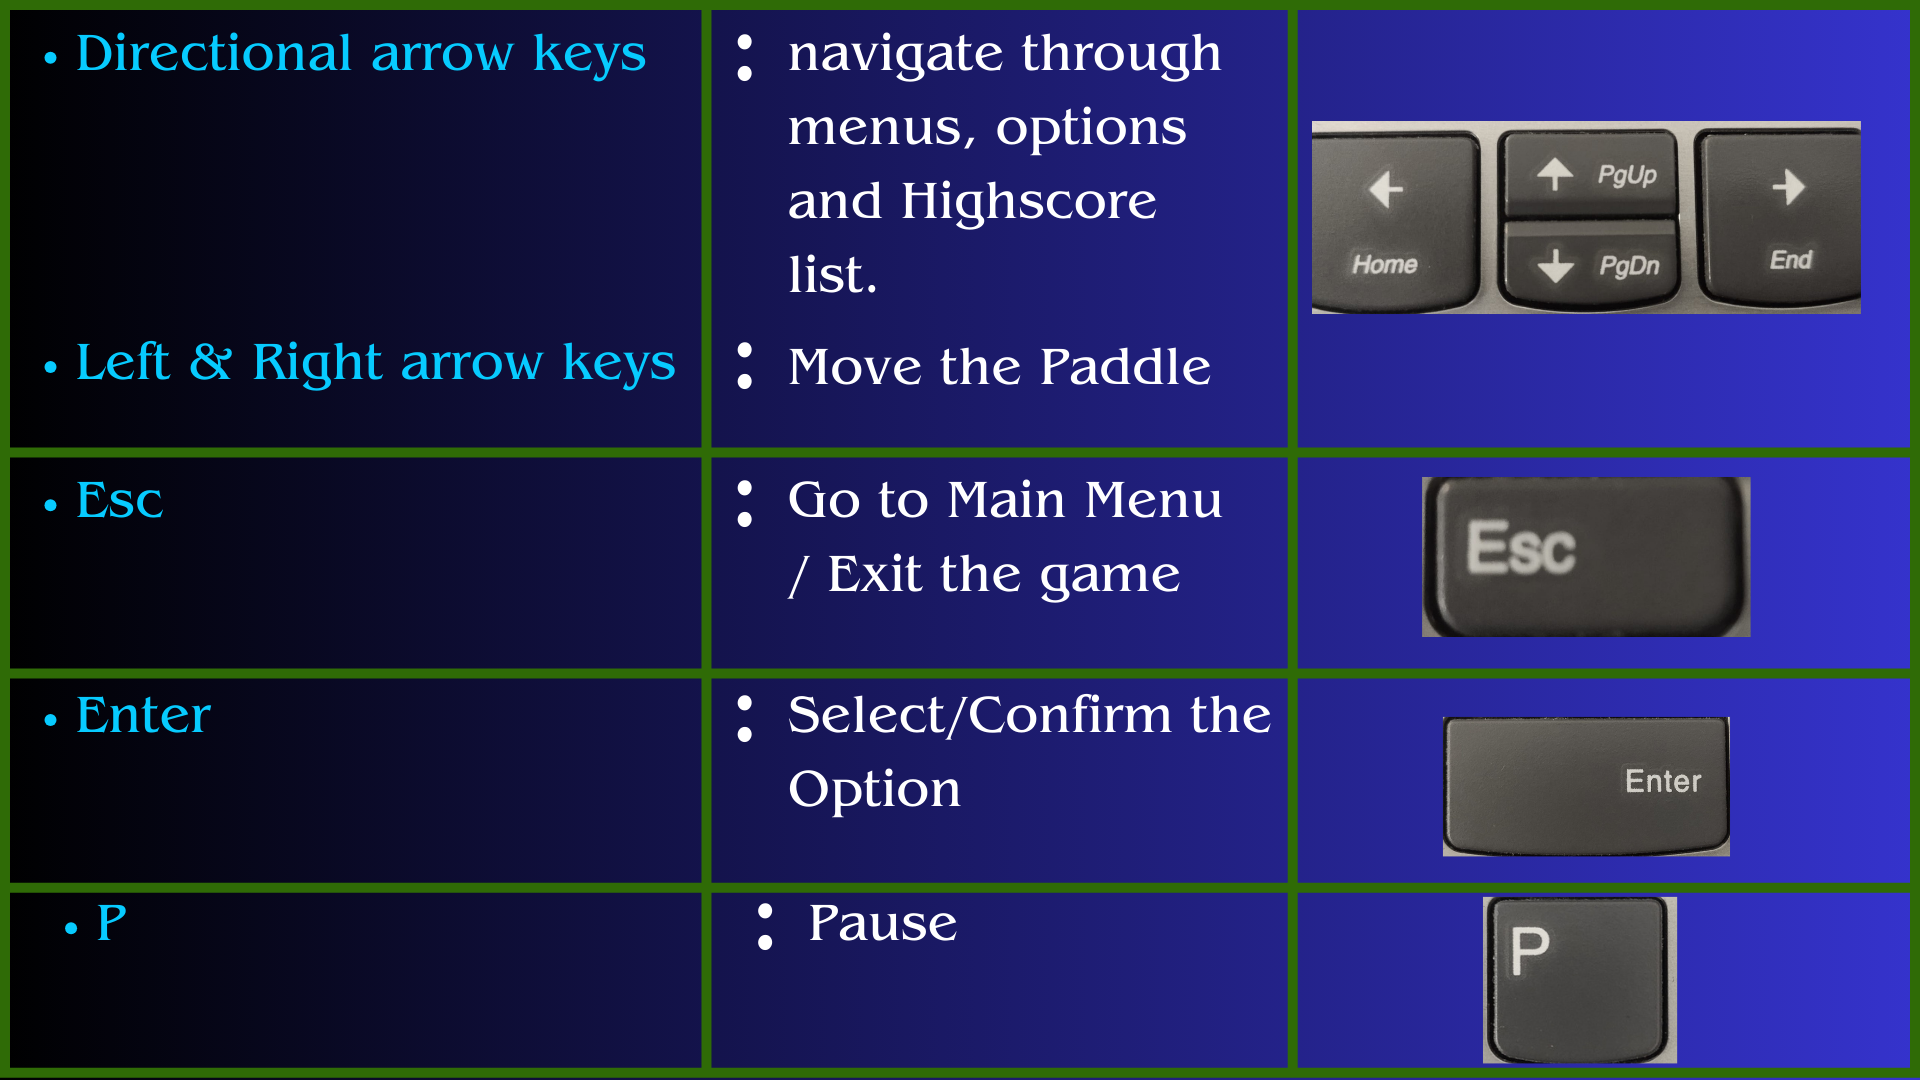 • Directional arrow keys : navigate through
menus, options
and Highscore
list.
← Home ↑ PgUp ↓ PgDn → End
• Left & Right arrow keys : Move the Paddle
• Esc : Go to Main Menu
/ Exit the game
Esc
• Enter : Select/Confirm the
Option
Enter
• P : Pause
P